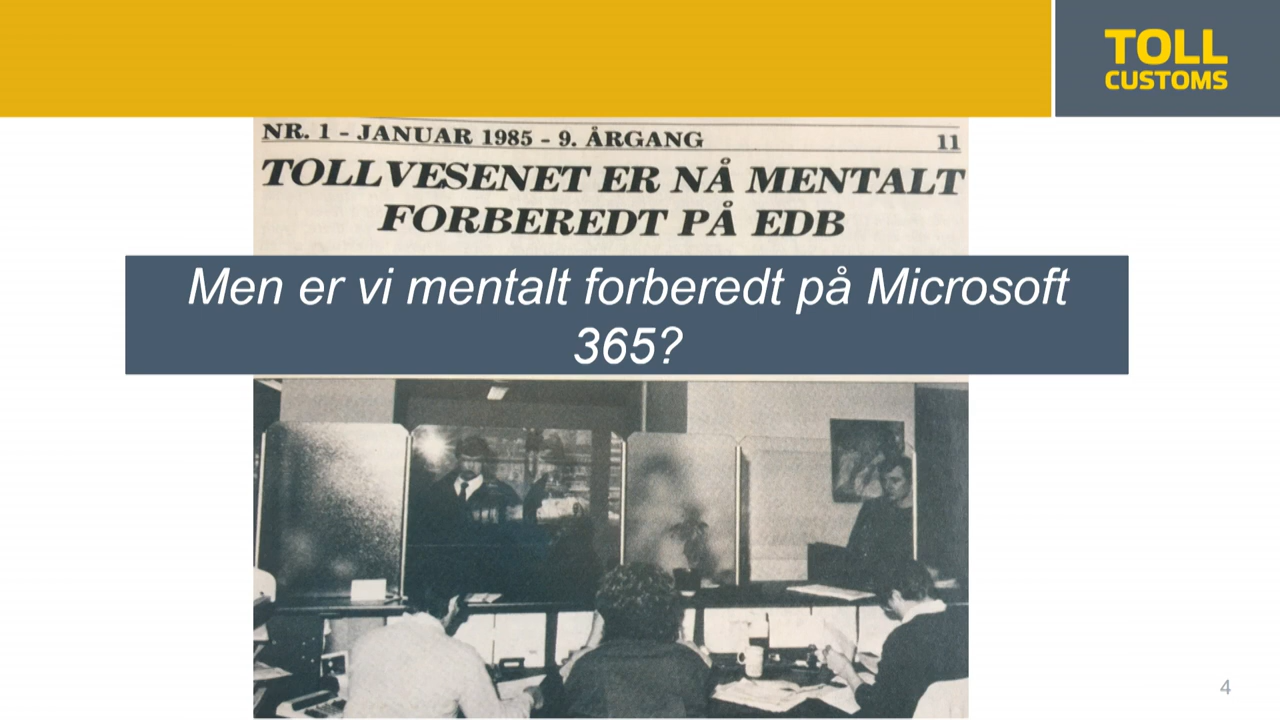 TOLL
CUSTOMS
NR. 1 - JANUAR 1985 - 9. ÅRGANG 11
TOLLVESENET ER NÅ MENTALT
FORBEREDT PÅ EDB
Men er vi mentalt forberedt på Microsoft
365?
4